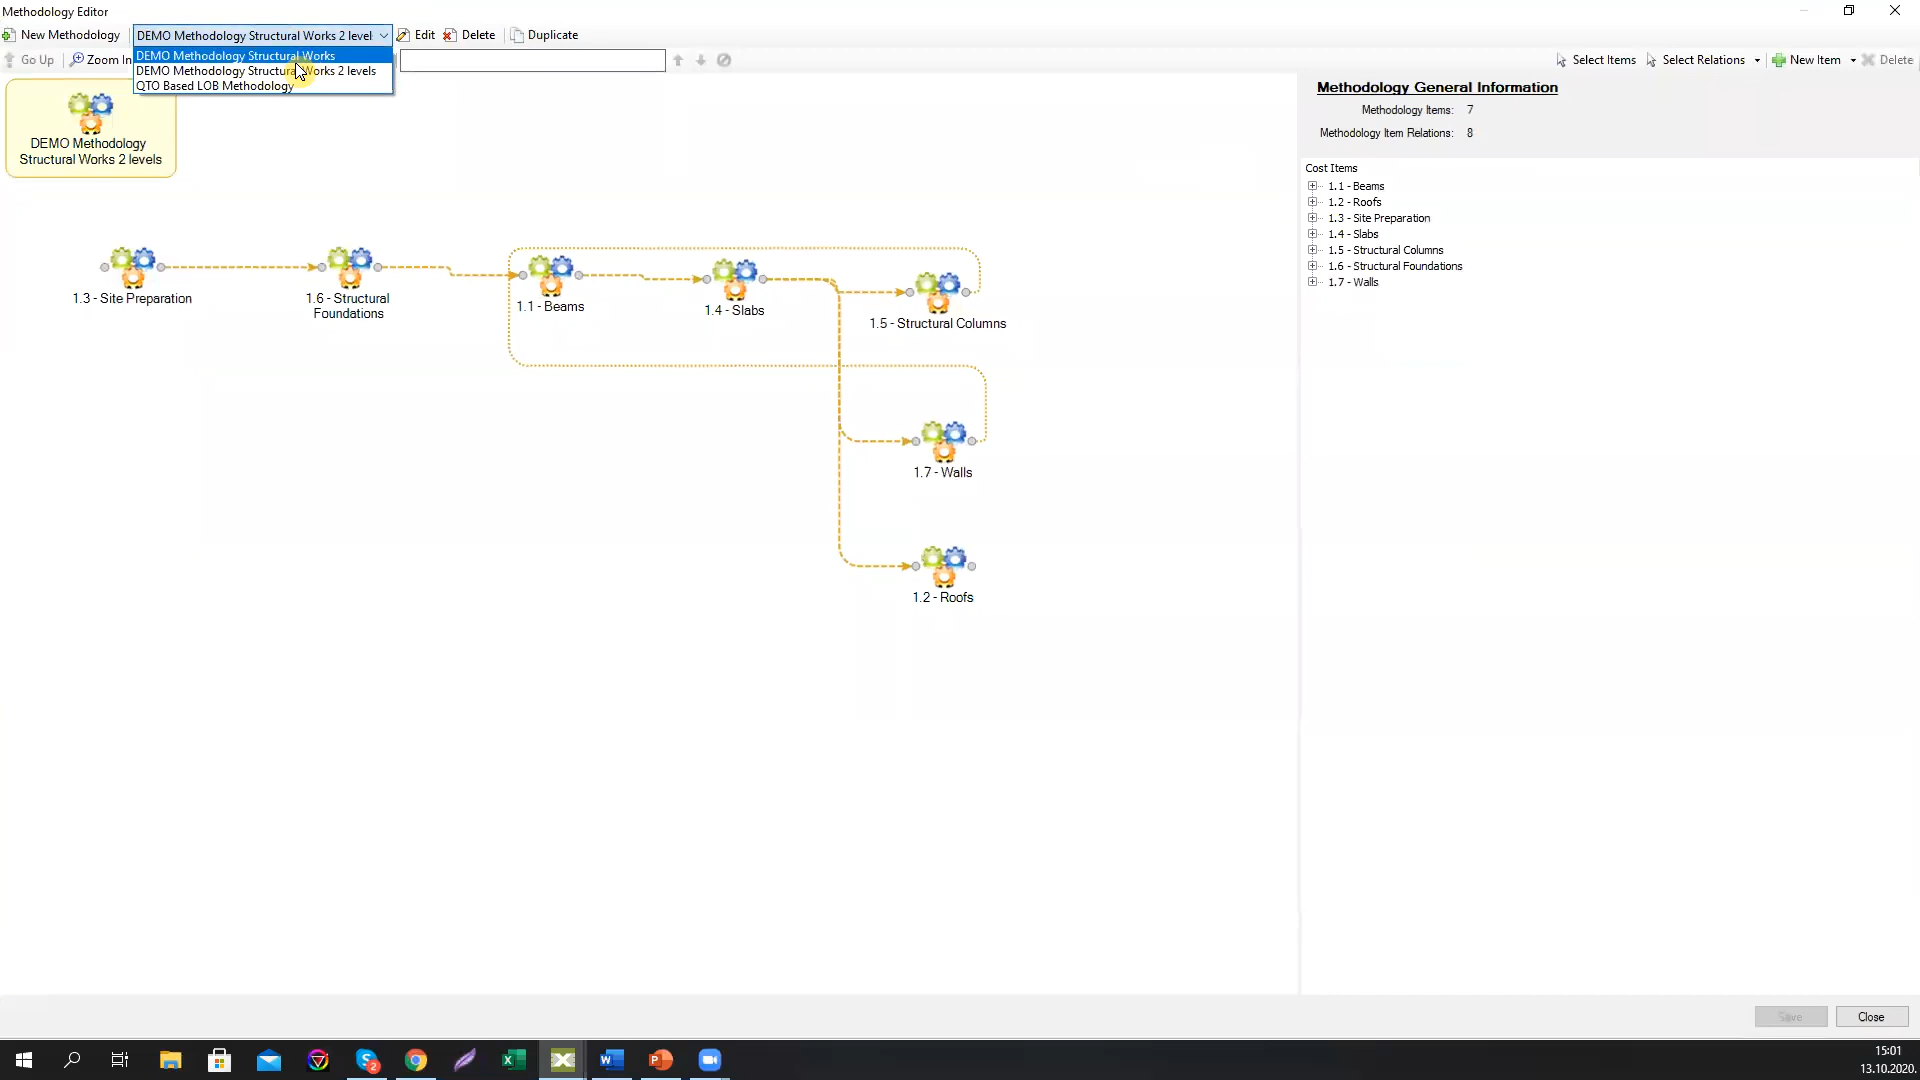 Methodology Editor
New Methodology DEMO Methodology Structural Works 2 level Edit Delete Duplicate
DEMO Methodology Structural Works
DEMO Methodology Structural Works 2 levels
QTO Based LOB Methodology
Go Up Zoom In Select Items Select Relations New Item Delete
DEMO Methodology
Structural Works 2 levels
1.3 - Site Preparation
1.6 - Structural
Foundations
1.1 - Beams
1.4 - Slabs
1.5 - Structural Columns
1.7 - Walls
1.2 - Roofs
Methodology General Information
Methodology Items: 7
Methodology Item Relations: 8
Cost Items
1.1 - Beams
1.2 - Roofs
1.3 - Site Preparation
1.4 - Slabs
1.5 - Structural Columns
1.6 - Structural Foundations
1.7 - Walls
Save Close
15:01
13.10.2020.